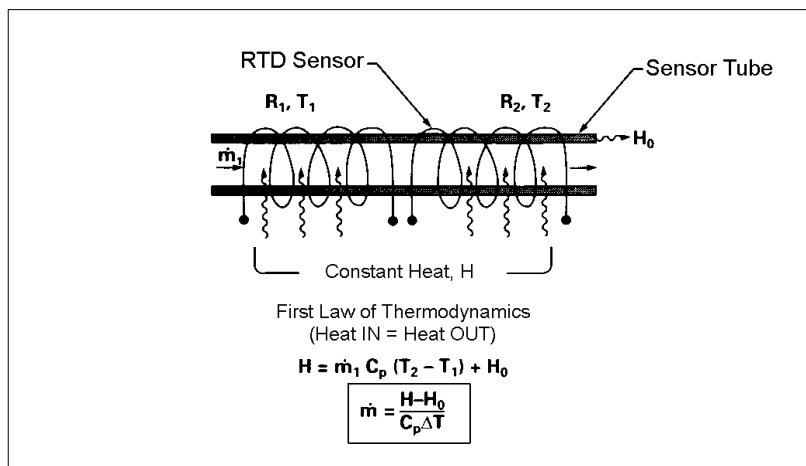 RTD Sensor
Sensor Tube
R₁, T₁
R₂, T₂
H₀
ṁ₁
Constant Heat, H
First Law of Thermodynamics
(Heat IN = Heat OUT)
H = ṁ₁ Cₚ (T₂ – T₁) + H₀
ṁ = H–H₀ / CₚΔT